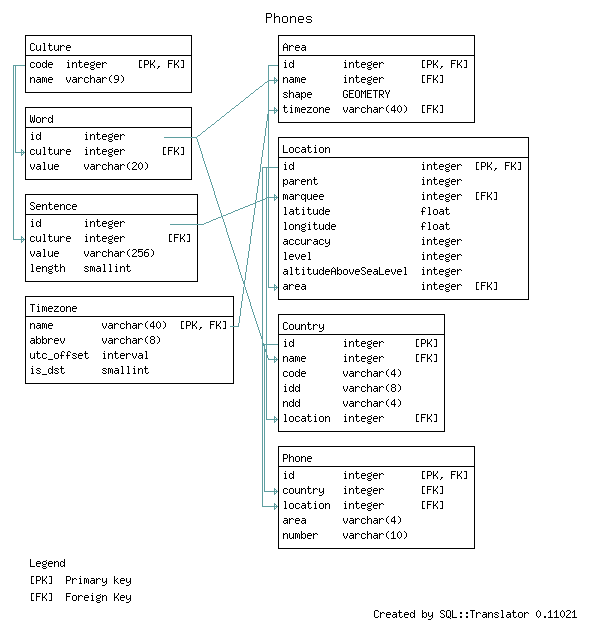 Phones
Culture
code integer [PK, FK]
name varchar(9)
Word
id integer
culture integer [FK]
value varchar(20)
Sentence
id integer
culture integer [FK]
value varchar(256)
length smallint
Timezone
name varchar(40) [PK, FK]
abbrev varchar(8)
utc_offset interval
is_dst smallint
Area
id integer [PK, FK]
name integer [FK]
shape GEOMETRY
timezone varchar(40) [FK]
Location
id integer [PK, FK]
parent integer
marquee integer [FK]
latitude float
longitude float
accuracy integer
level integer
altitudeAboveSeaLevel integer
area integer [FK]
Country
id integer [PK]
name integer [FK]
code varchar(4)
idd varchar(8)
ndd varchar(4)
location integer [FK]
Phone
id integer [PK, FK]
country integer [FK]
location integer [FK]
area varchar(4)
number varchar(10)
Legend
[PK] Primary key
[FK] Foreign Key
Created by SQL::Translator 0.11021